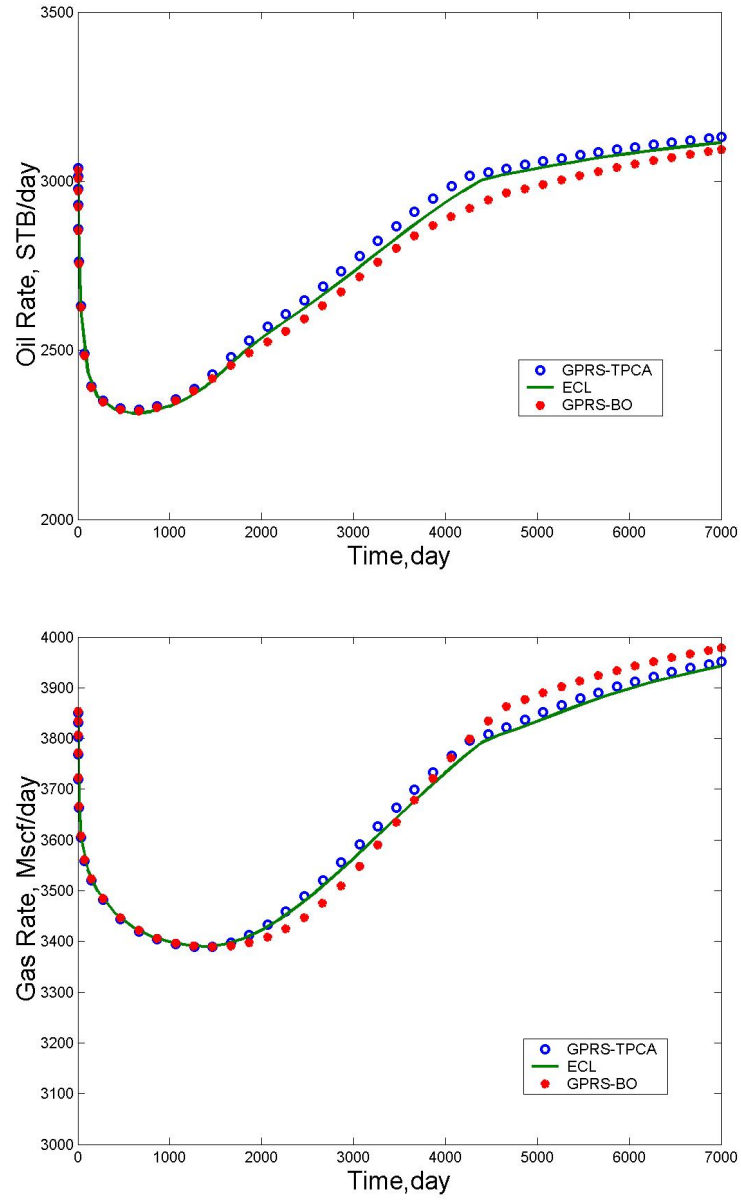 3500
3000
2500
2000
Oil Rate, STB/day
GPRS-TPCA
ECL
GPRS-BO
0 1000 2000 3000 4000 5000 6000 7000
Time,day
4000
3900
3800
3700
3600
3500
3400
3300
3200
3100
3000
Gas Rate, Mscf/day
GPRS-TPCA
ECL
GPRS-BO
0 1000 2000 3000 4000 5000 6000 7000
Time,day